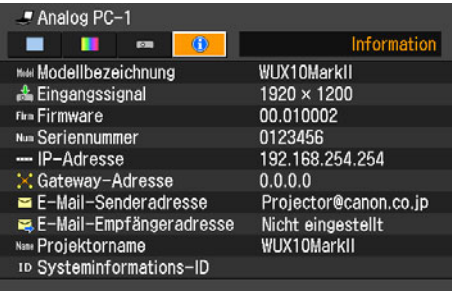 Analog PC-1
Information
Model Modellbezeichnung WUX10MarkII
Eingangssignal 1920 × 1200
Firm Firmware 00.010002
Num Seriennummer 0123456
IP-Adresse 192.168.254.254
Gateway-Adresse 0.0.0.0
E-Mail-Senderadresse Projector@canon.co.jp
E-Mail-Empfängeradresse Nicht eingestellt
Name Projektorname WUX10MarkII
ID Systeminformations-ID